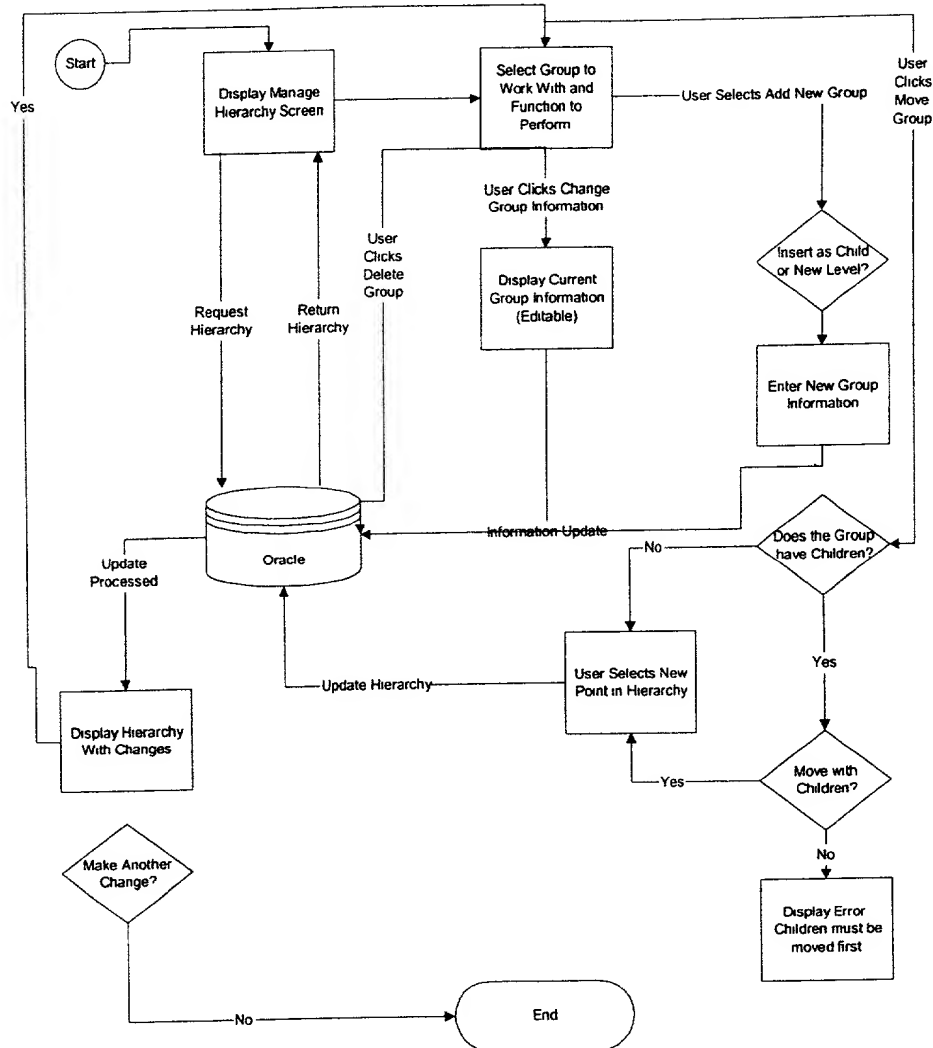 Start
Display Manage
Hierarchy Screen
Select Group to
Work With and
Function to
Perform
User Selects Add New Group
User
Clicks
Move
Group
Yes
User Clicks Change
Group Information
User
Clicks
Delete
Group
Insert as Child
or New Level?
Display Current
Group Information
(Editable)
Request
Hierarchy
Return
Hierarchy
Enter New Group
Information
Information Update
Oracle
Does the Group
have Children?
No
Update
Processed
Yes
User Selects New
Point in Hierarchy
Update Hierarchy
Display Hierarchy
With Changes
Move with
Children?
Yes
No
Make Another
Change?
Display Error
Children must be
moved first
No
End